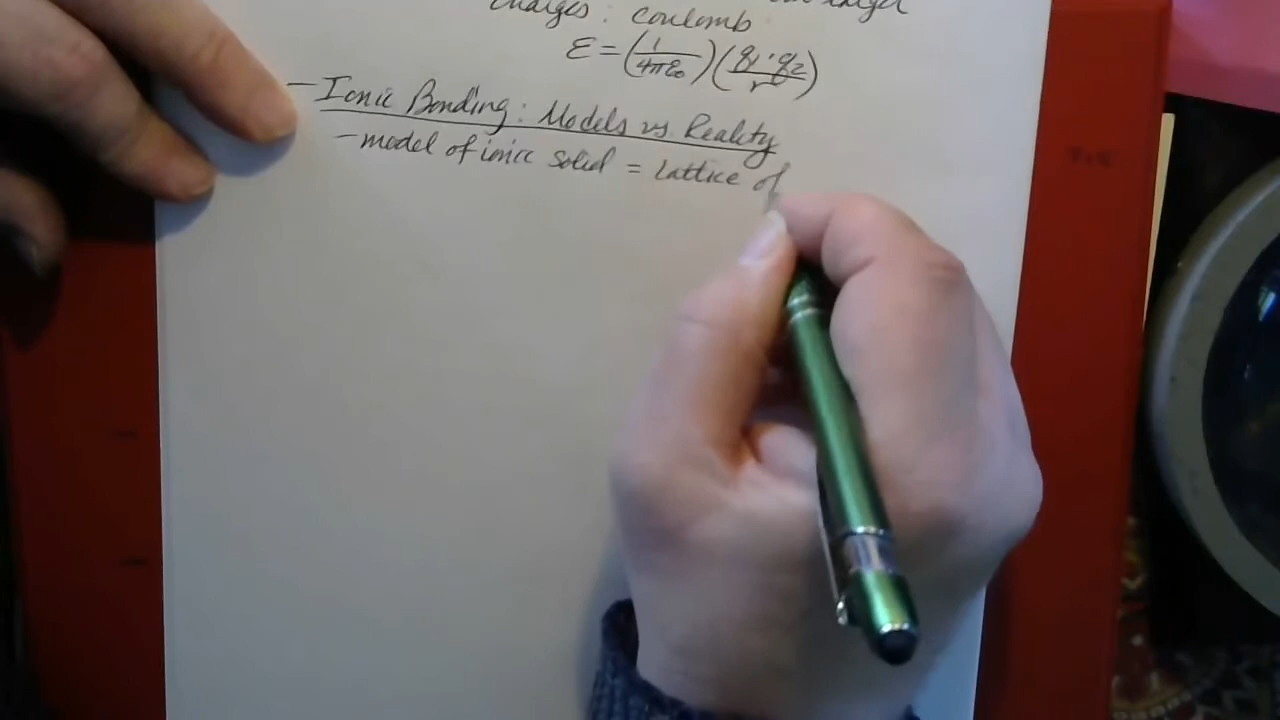 charges: Coulomb
E = (1/4πε₀)(q₁·q₂/r)
- Ionic Bonding: Models vs Reality
- model of ionic solid = lattice of